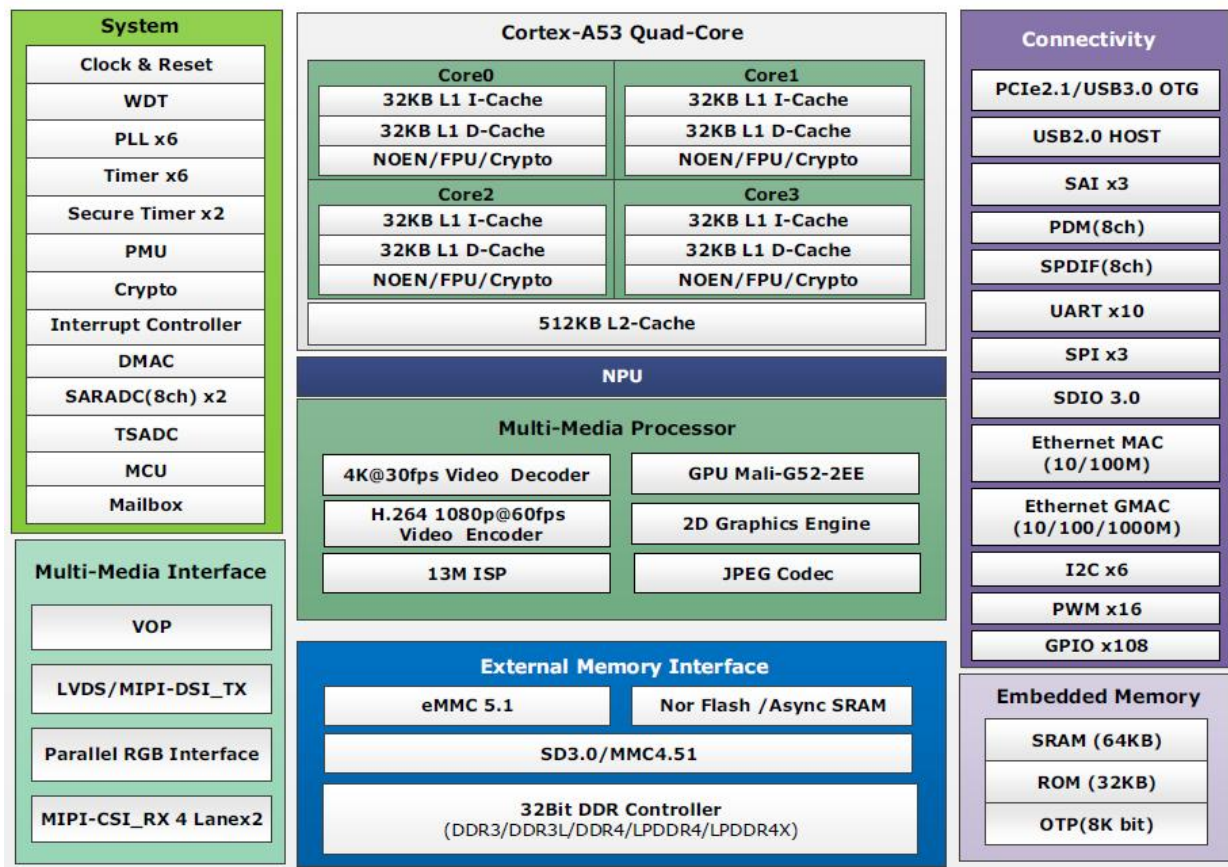 System
Clock & Reset
WDT
PLL x6
Timer x6
Secure Timer x2
PMU
Crypto
Interrupt Controller
DMAC
SARADC(8ch) x2
TSADC
MCU
Mailbox
Multi-Media Interface
VOP
LVDS/MIPI-DSI_TX
Parallel RGB Interface
MIPI-CSI_RX 4 Lanex2
Cortex-A53 Quad-Core
Core0
32KB L1 I-Cache
32KB L1 D-Cache
NOEN/FPU/Crypto
Core1
32KB L1 I-Cache
32KB L1 D-Cache
NOEN/FPU/Crypto
Core2
32KB L1 I-Cache
32KB L1 D-Cache
NOEN/FPU/Crypto
Core3
32KB L1 I-Cache
32KB L1 D-Cache
NOEN/FPU/Crypto
512KB L2-Cache
NPU
Multi-Media Processor
4K@30fps Video Decoder
H.264 1080p@60fps
Video Encoder
13M ISP
GPU Mali-G52-2EE
2D Graphics Engine
JPEG Codec
External Memory Interface
eMMC 5.1
Nor Flash /Async SRAM
SD3.0/MMC4.51
32Bit DDR Controller
(DDR3/DDR3L/DDR4/LPDDR4/LPDDR4X)
Connectivity
PCIe2.1/USB3.0 OTG
USB2.0 HOST
SAI x3
PDM(8ch)
SPDIF(8ch)
UART x10
SPI x3
SDIO 3.0
Ethernet MAC
(10/100M)
Ethernet GMAC
(10/100/1000M)
I2C x6
PWM x16
GPIO x108
Embedded Memory
SRAM (64KB)
ROM (32KB)
OTP(8K bit)